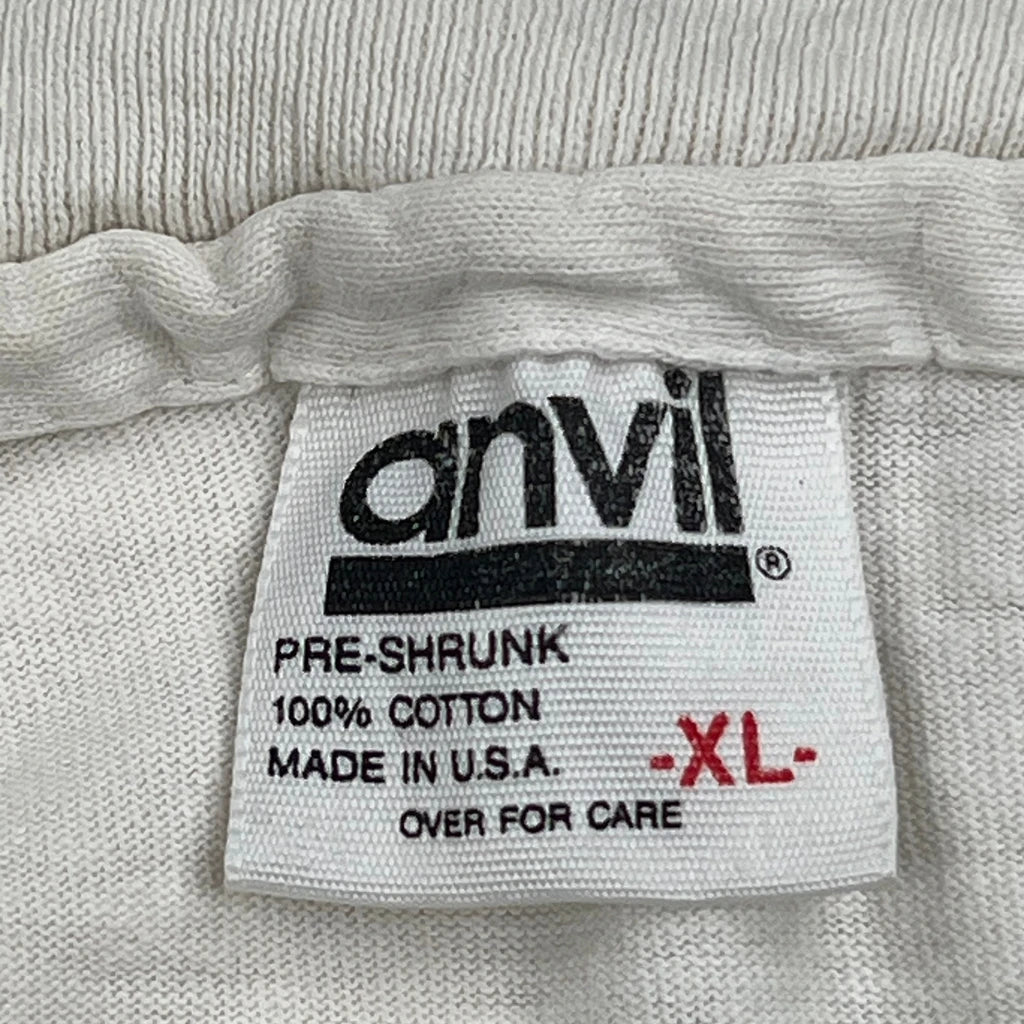 anvil®
PRE-SHRUNK
100% COTTON
MADE IN U.S.A. -XL-
OVER FOR CARE